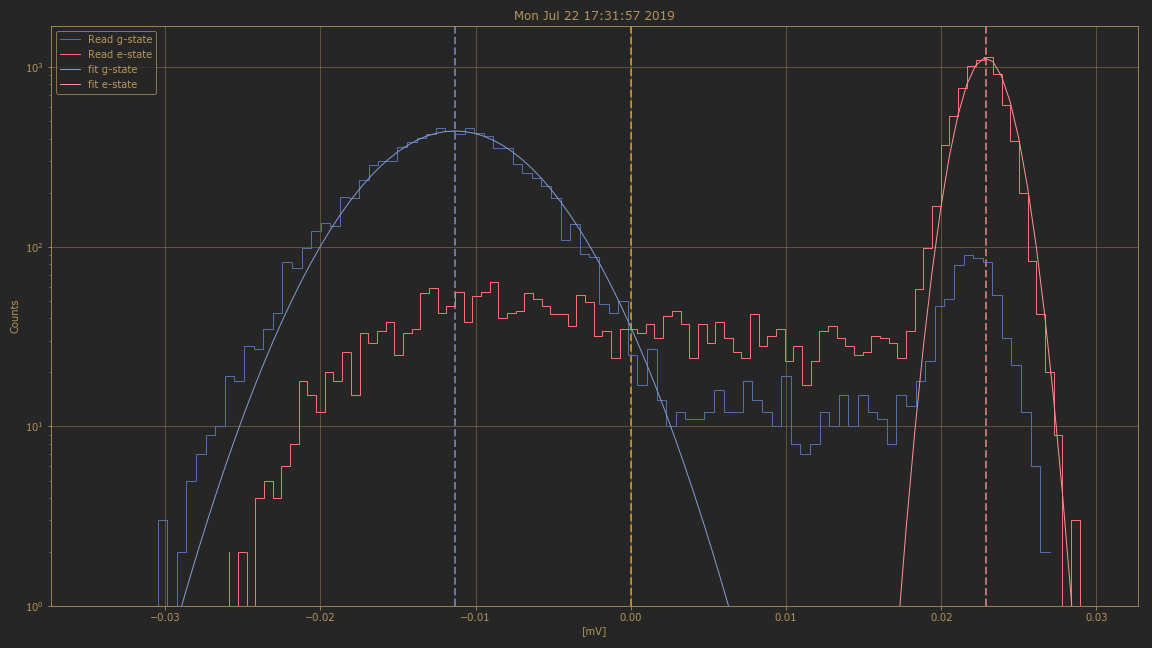 Mon Jul 22 17:31:57 2019
Read g-state
Read e-state
fit g-state
fit e-state
10³
10²
10¹
10⁰
Counts
−0.03
−0.02
−0.01
0.00
0.01
0.02
0.03
[mV]